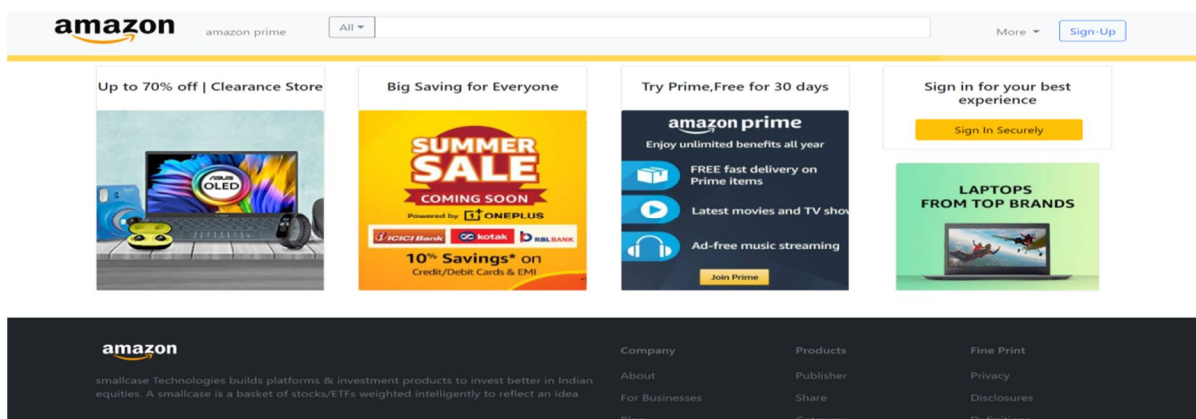 amazon
amazon prime
All
More
Sign-Up
Up to 70% off | Clearance Store
Big Saving for Everyone
Try Prime,Free for 30 days
Sign in for your best
experience
Sign In Securely
ASUS
OLED
SUMMER
SALE
COMING SOON
Powered by 1+ ONEPLUS
ICICI Bank kotak RBLBANK
10% Savings* on
Credit/Debit Cards & EMI
amazon prime
Enjoy unlimited benefits all year
FREE fast delivery on
Prime items
Latest movies and TV show
Ad-free music streaming
Join Prime
LAPTOPS
FROM TOP BRANDS
amazon
smallcase Technologies builds platforms & investment products to invest better in Indian
equities. A smallcase is a basket of stocks/ETFs weighted intelligently to reflect an idea
Company
About
For Businesses
Blog
Products
Publisher
Share
Gateway
Fine Print
Privacy
Disclosures
Definitions